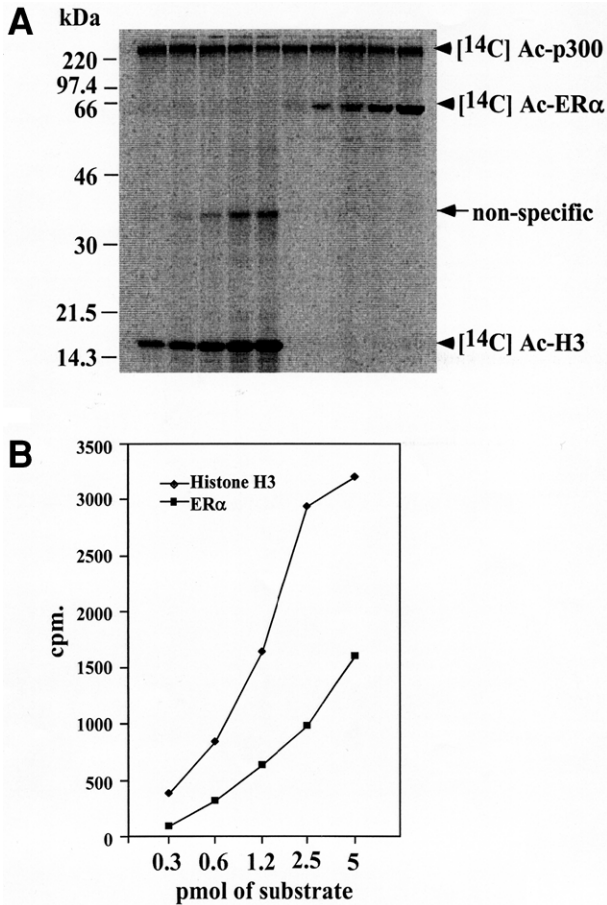 A
kDa
220
97.4
66
46
30
21.5
14.3
[¹⁴C] Ac-p300
[¹⁴C] Ac-ERα
non-specific
[¹⁴C] Ac-H3
B
3500
3000
2500
2000
1500
1000
500
0
Histone H3
ERα
cpm.
0.3 0.6 1.2 2.5 5
pmol of substrate